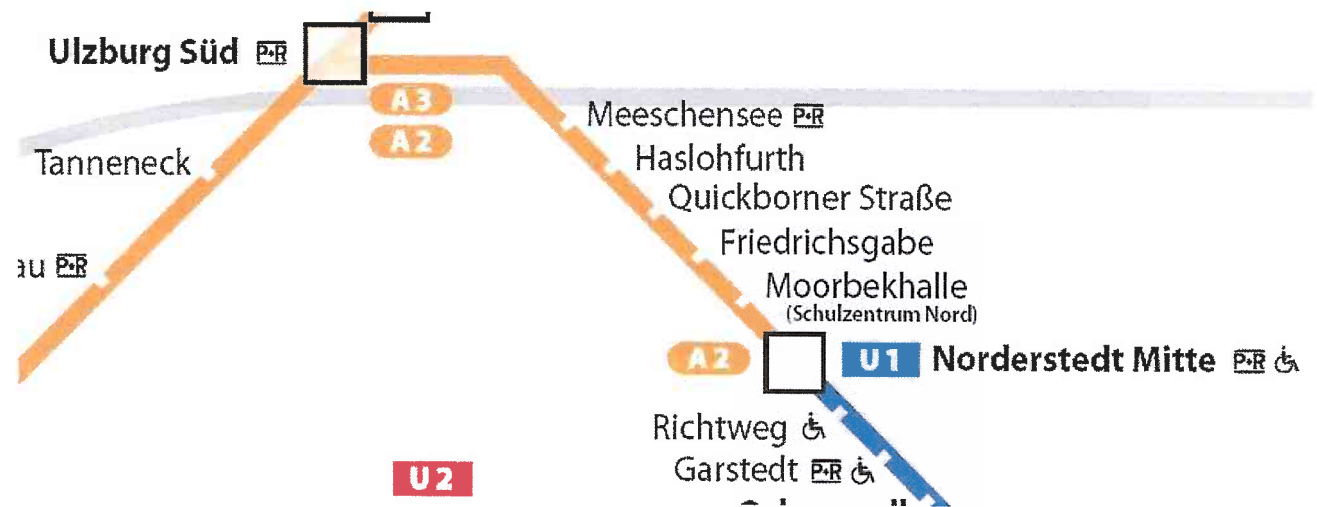 Ulzburg Süd P+R
A3
A2
Meeschensee P+R
Haslohfurth
Tanneneck
Quickborner Straße
Friedrichsgabe
au P+R
Moorbekhalle
(Schulzentrum Nord)
A2
U1 Norderstedt Mitte P+R
Richtweg
Garstedt P+R
U2